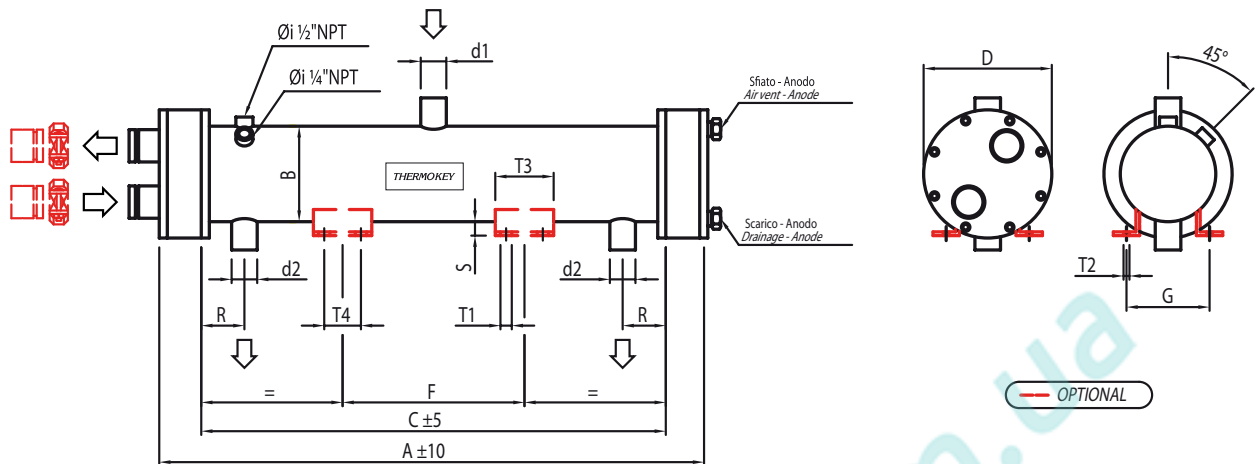 Øi ½"NPT
Øi ¼"NPT
d1
Sfiato - Anodo
Air vent - Anode
D
45°
B
THERMOKEY
T3
Scarico - Anodo
Drainage - Anode
d2
S
d2
T2
G
R
T4
T1
R
=
F
=
OPTIONAL
C ±5
A ±10
a.ua